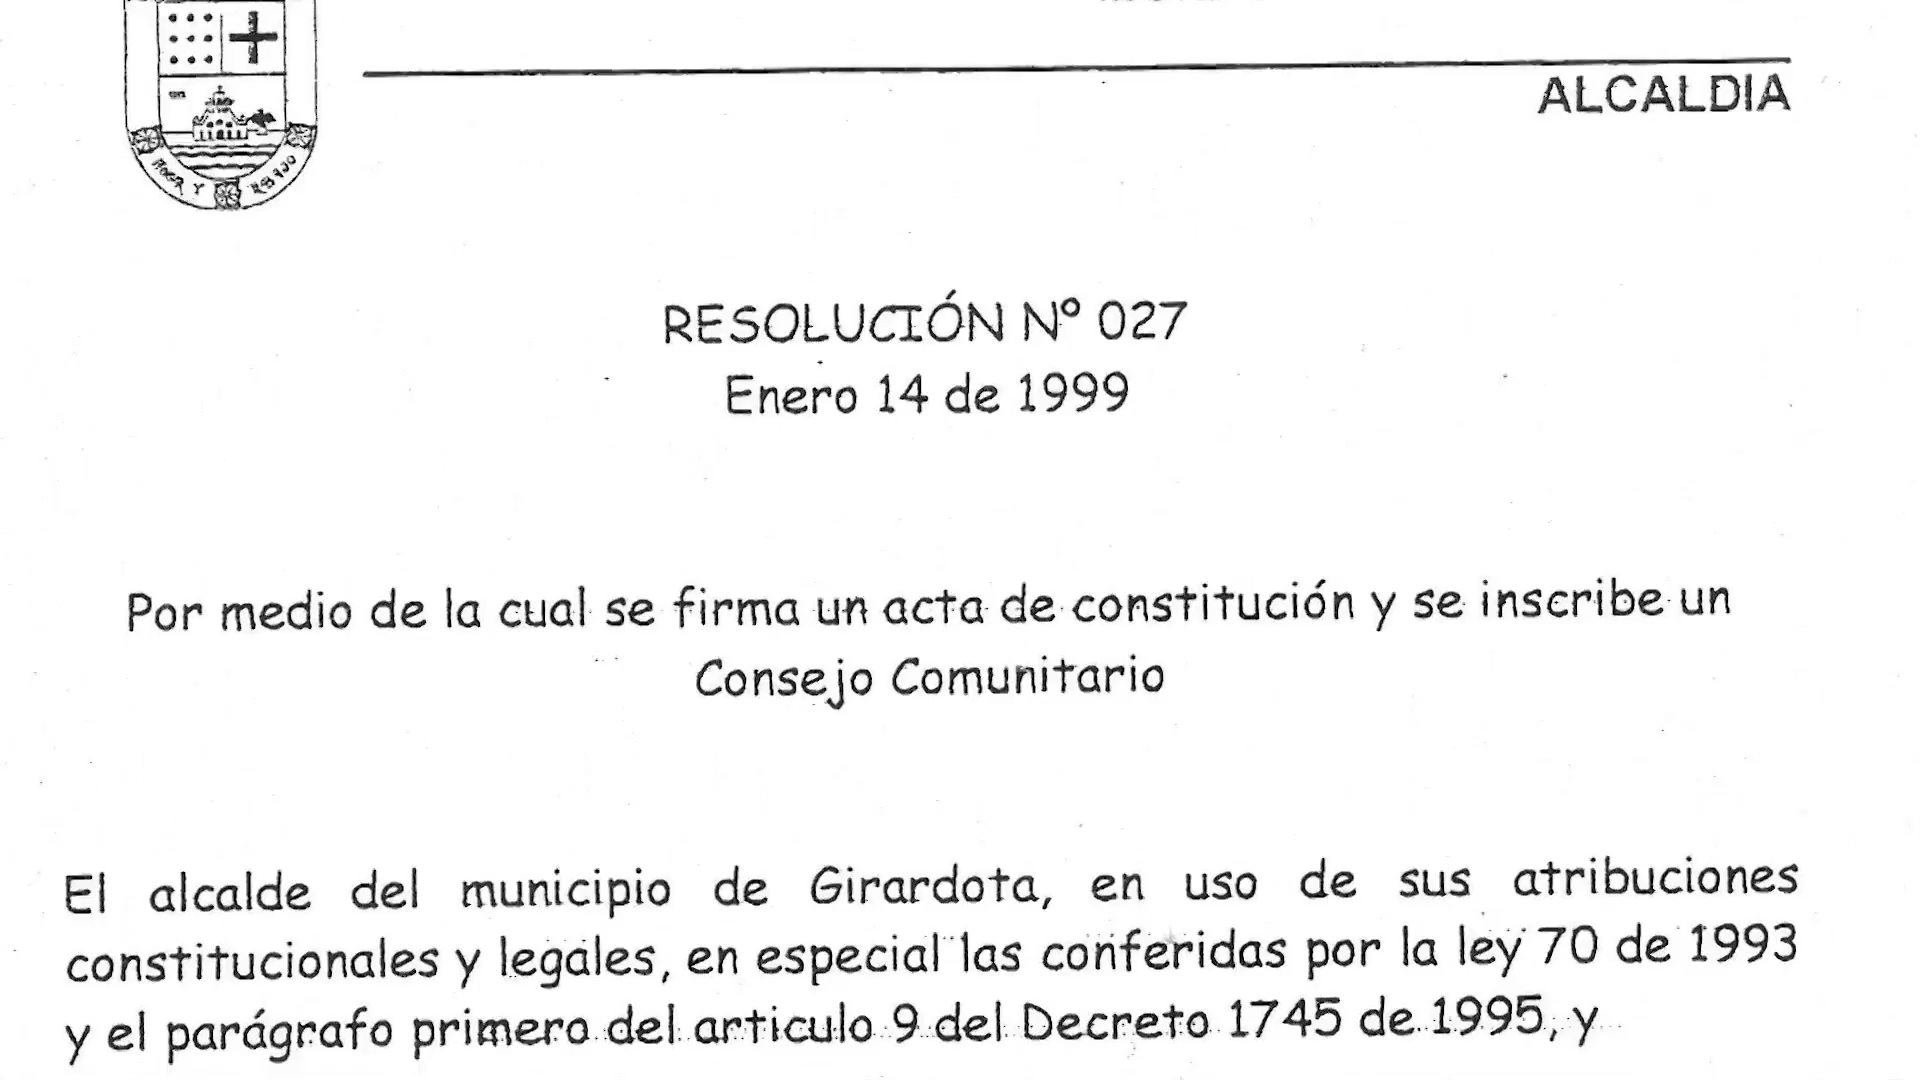 ALCALDIA
RESOLUCIÓN Nº 027
Enero 14 de 1999
Por medio de la cual se firma un acta de constitución y se inscribe un
Consejo Comunitario
El alcalde del municipio de Girardota, en uso de sus atribuciones
constitucionales y legales, en especial las conferidas por la ley 70 de 1993
y el parágrafo primero del articulo 9 del Decreto 1745 de 1995, y